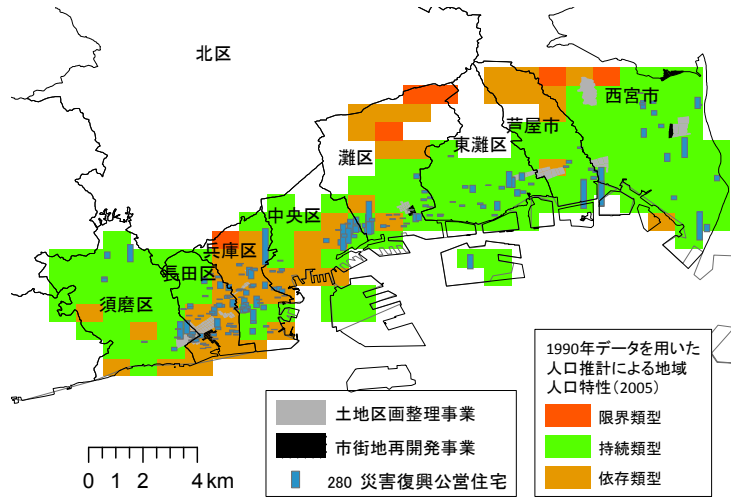 北区
西宮市
芦屋市
東灘区
灘区
中央区
兵庫区
長田区
須磨区
1990年データを用いた
人口推計による地域
人口特性(2005)
限界類型
持続類型
依存類型
土地区画整理事業
市街地再開発事業
280 災害復興公営住宅
0 1 2 4 km